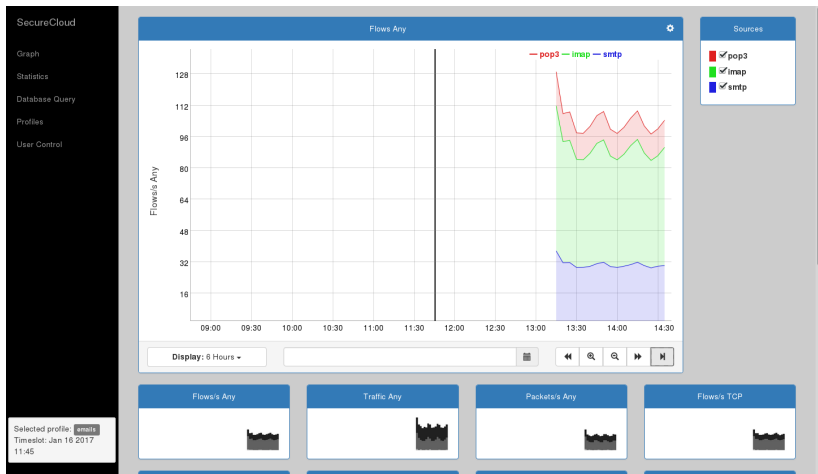 SecureCloud
Graph
Statistics
Database Query
Profiles
User Control
Selected profile: emails
Timeslot: Jan 16 2017
11:45
Flows Any
pop3 imap smtp
Flows/s Any
128
112
96
80
64
48
32
16
09:00 09:30 10:00 10:30 11:00 11:30 12:00 12:30 13:00 13:30 14:00 14:30
Display: 6 Hours
Sources
pop3
imap
smtp
Flows/s Any
Traffic Any
Packets/s Any
Flows/s TCP